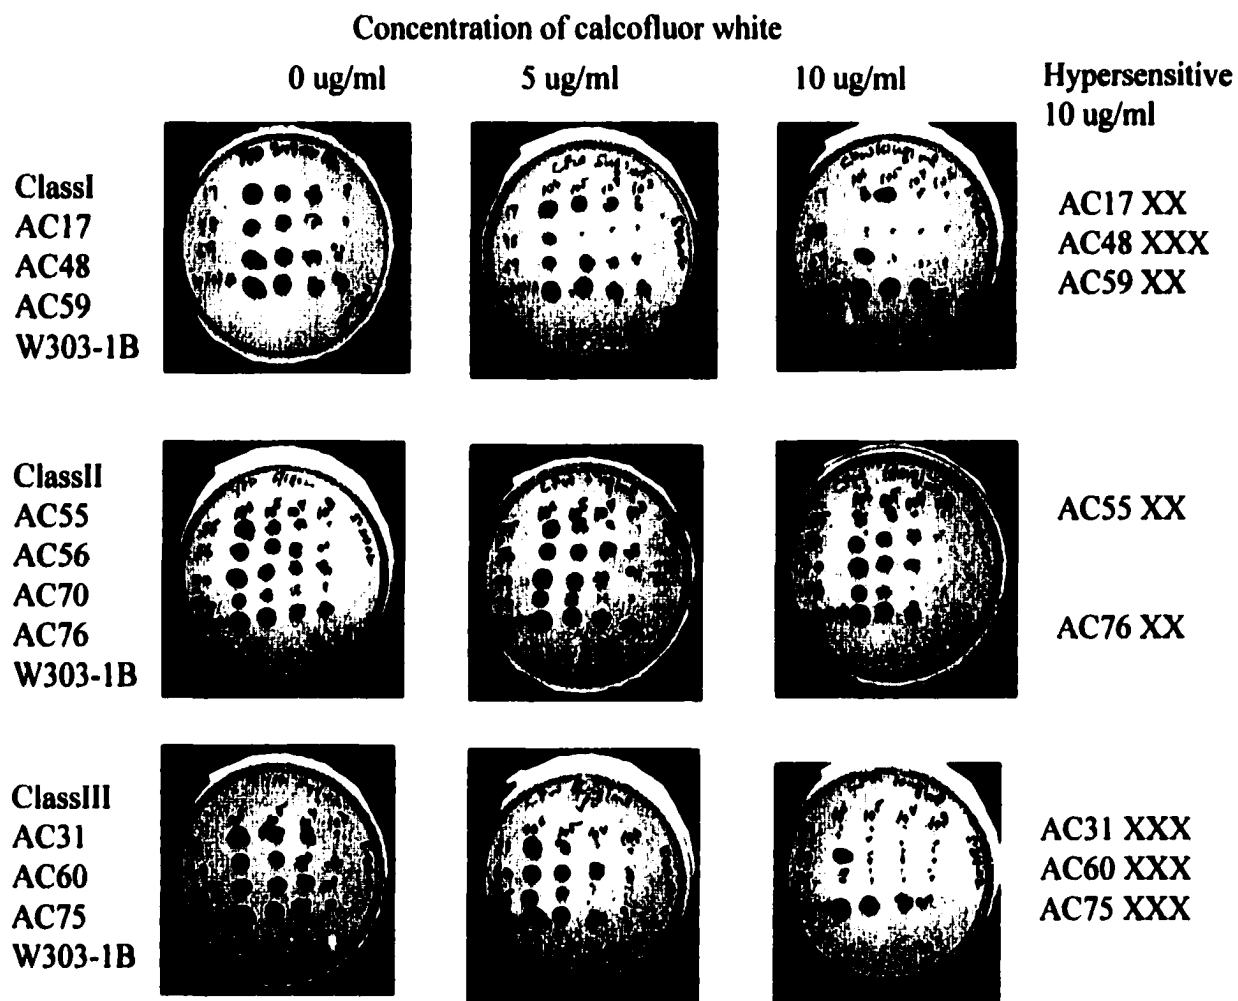 Concentration of calcofluor white
0 ug/ml
5 ug/ml
10 ug/ml
Hypersensitive
10 ug/ml
ClassI
AC17
AC48
AC59
W303-1B
AC17 XX
AC48 XXX
AC59 XX
ClassII
AC55
AC56
AC70
AC76
W303-1B
AC55 XX
AC76 XX
ClassIII
AC31
AC60
AC75
W303-1B
AC31 XXX
AC60 XXX
AC75 XXX